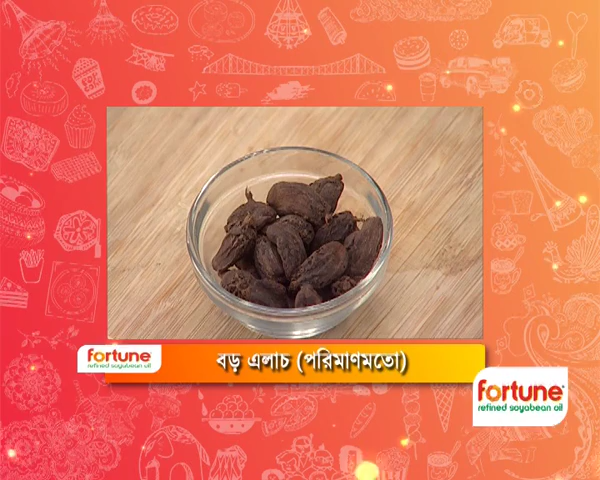 fortune
refined soyabean oil
বড় এলাচ (পরিমাণমতো)
fortune
refined soyabean oil